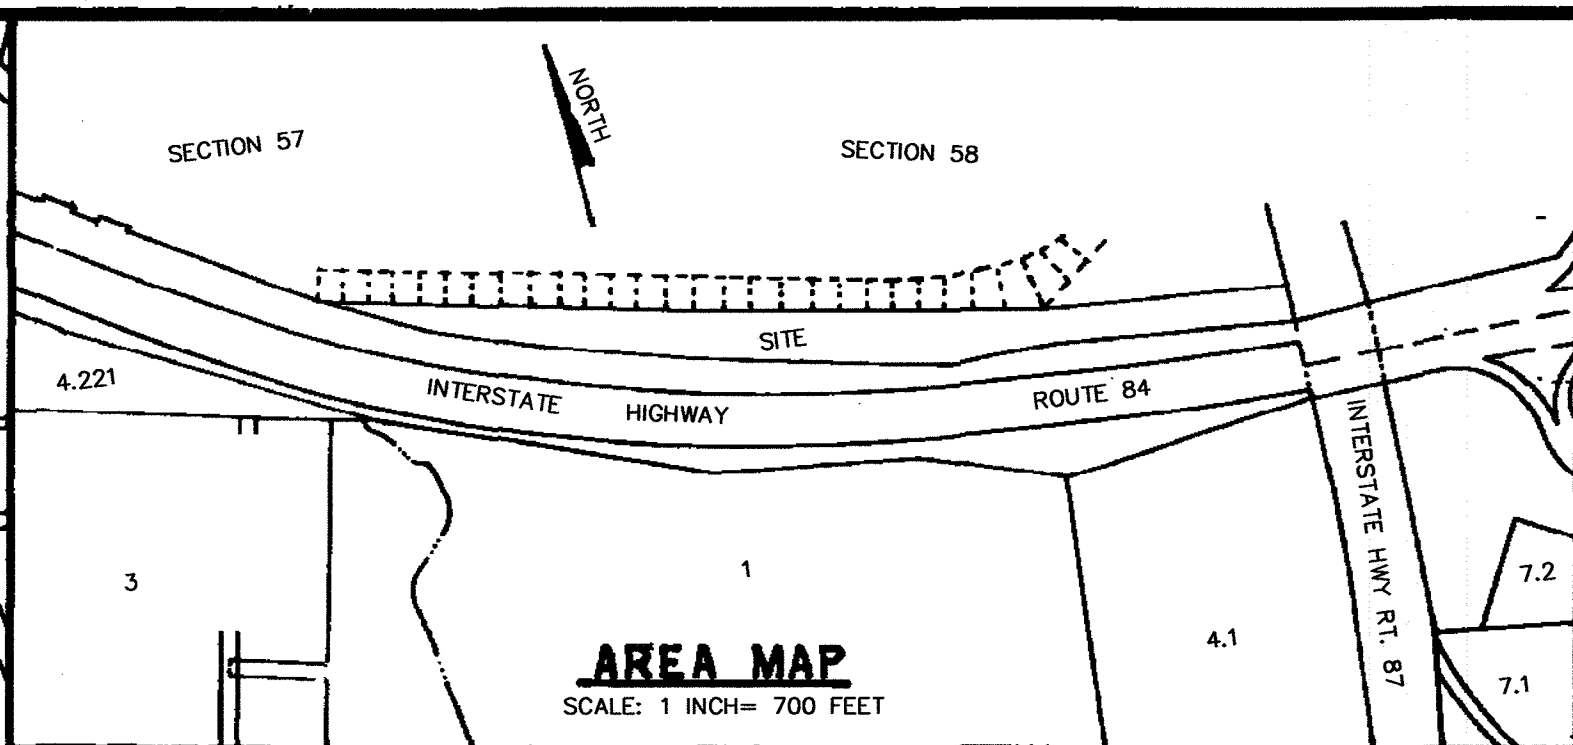 NORTH
SECTION 57
SECTION 58
SITE
4.221
INTERSTATE HIGHWAY ROUTE 84
INTERSTATE HWY RT. 87
3
1
7.2
4.1
7.1
AREA MAP
SCALE: 1 INCH= 700 FEET